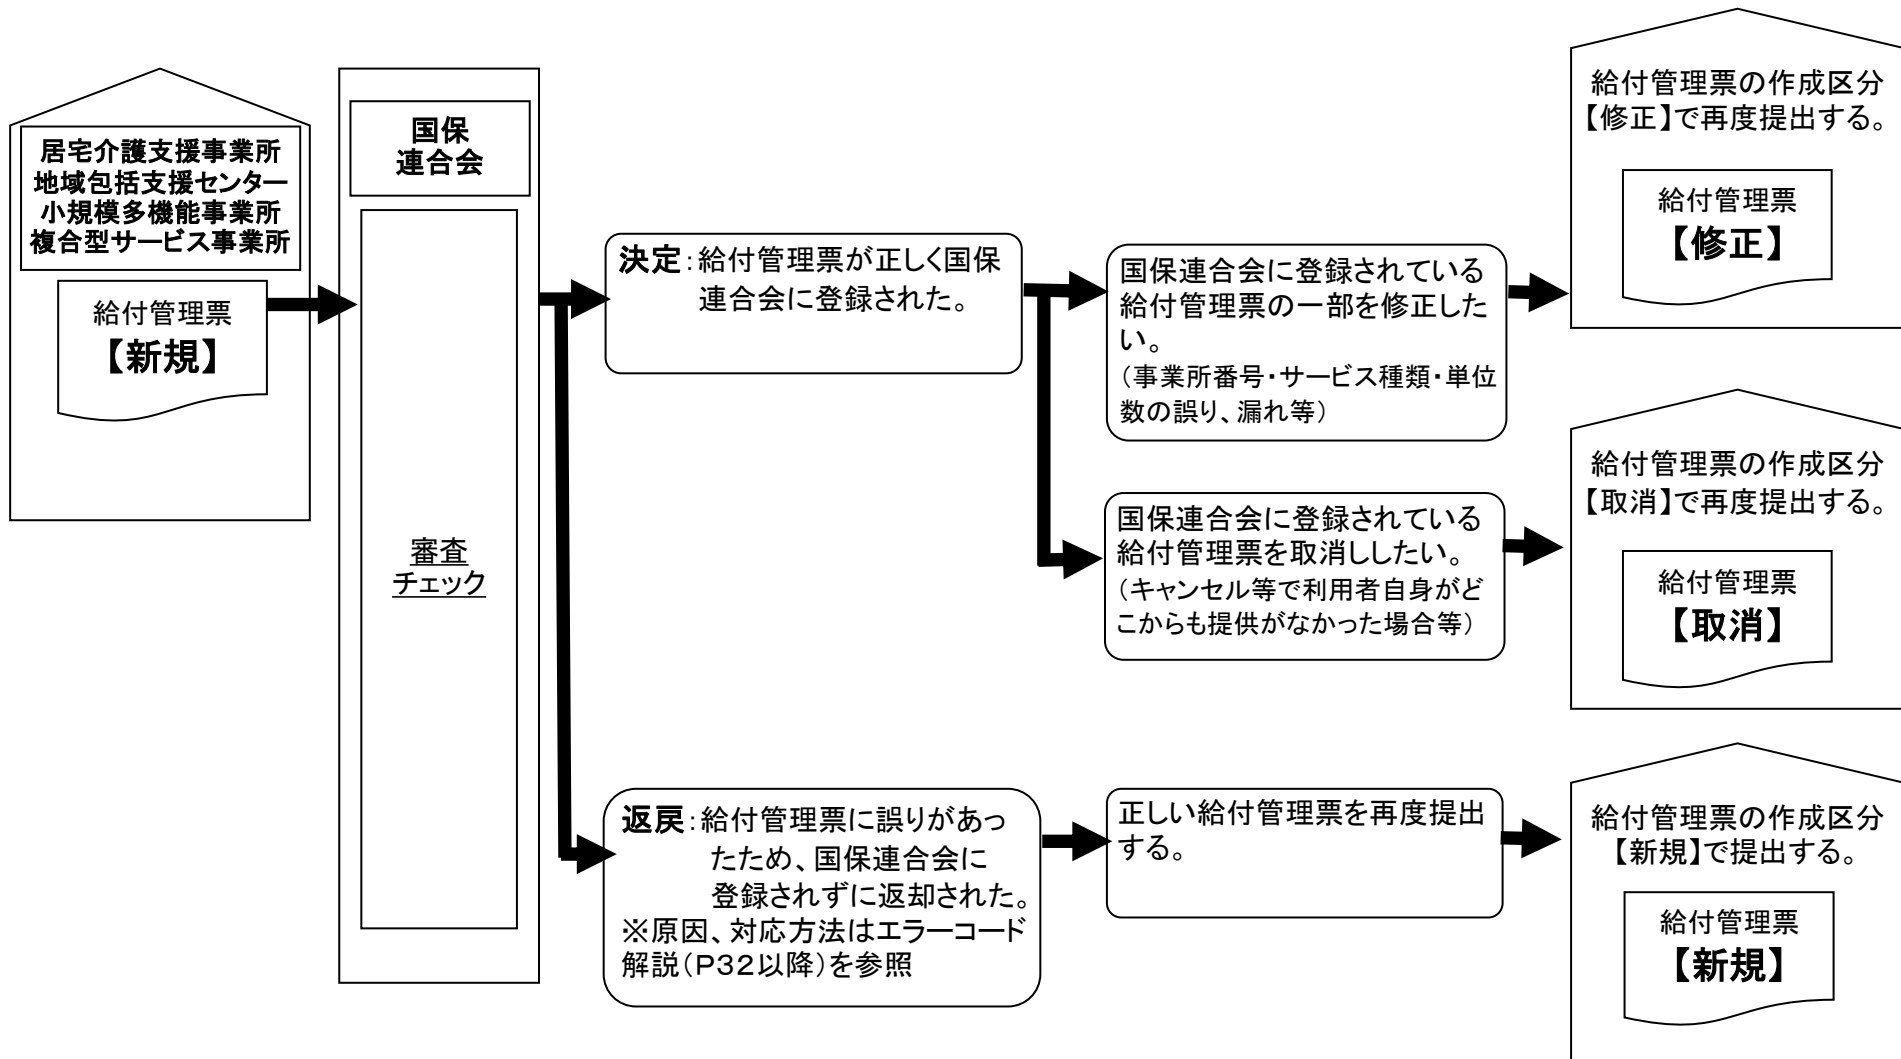 居宅介護支援事業所
地域包括支援センター
小規模多機能事業所
複合型サービス事業所
給付管理票
【新規】
国保
連合会
審査
チェック
決定：給付管理票が正しく国保
連合会に登録された。
国保連合会に登録されている
給付管理票の一部を修正した
い。
（事業所番号・サービス種類・単位
数の誤り、漏れ等）
給付管理票の作成区分
【修正】で再度提出する。
給付管理票
【修正】
国保連合会に登録されている
給付管理票を取消ししたい。
（キャンセル等で利用者自身がど
こからも提供がなかった場合等）
給付管理票の作成区分
【取消】で再度提出する。
給付管理票
【取消】
返戻：給付管理票に誤りがあっ
たため、国保連合会に
登録されずに返却された。
※原因、対応方法はエラーコード
解説（P32以降）を参照
正しい給付管理票を再度提出
する。
給付管理票の作成区分
【新規】で提出する。
給付管理票
【新規】